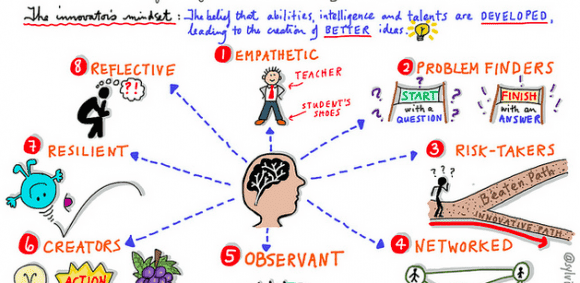 The innovator's mindset : The belief that abilities, intelligence and talents are DEVELOPED,
leading to the creation of BETTER ideas.
1 EMPATHETIC
TEACHER
STUDENT'S SHOES
2 PROBLEM FINDERS
START with a QUESTION
FINISH with an ANSWER
3 RISK-TAKERS
? ? ?
Beaten Path
INNOVATIVE PATH
4 NETWORKED
5 OBSERVANT
6 CREATORS
ACTION
7 RESILIENT
8 REFLECTIVE
?!